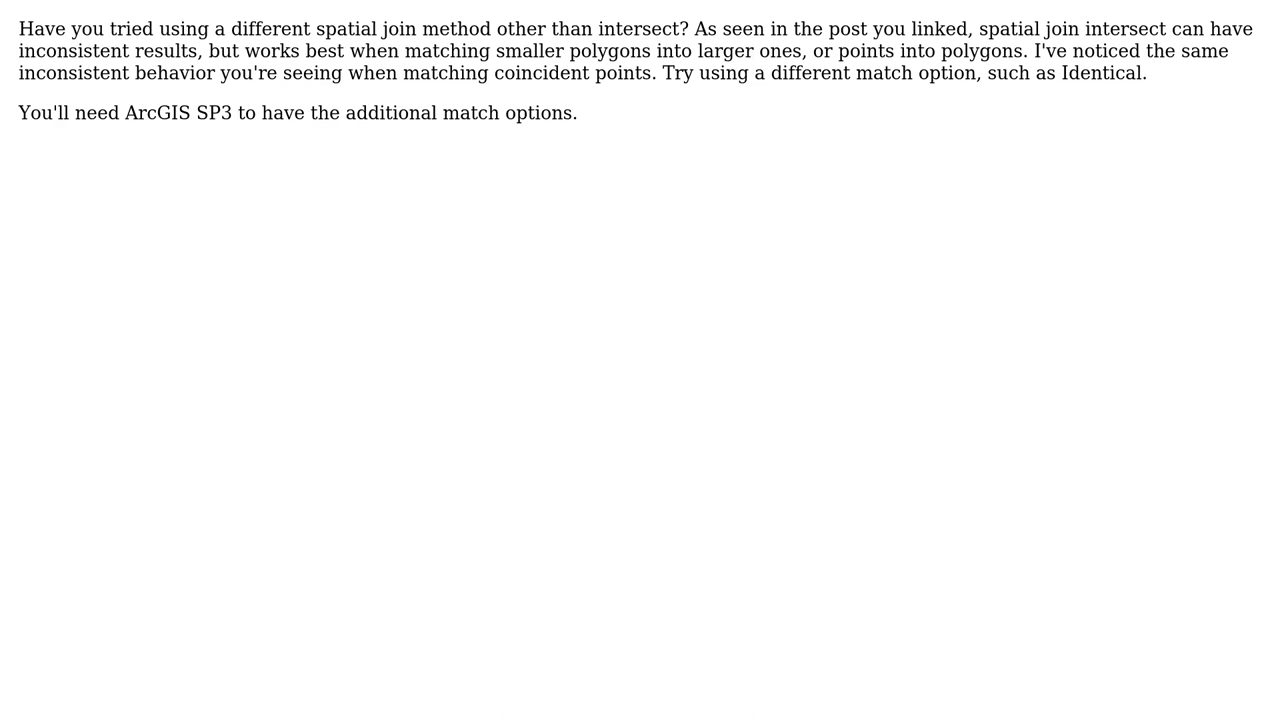 Have you tried using a different spatial join method other than intersect? As seen in the post you linked, spatial join intersect can have
inconsistent results, but works best when matching smaller polygons into larger ones, or points into polygons. I've noticed the same
inconsistent behavior you're seeing when matching coincident points. Try using a different match option, such as Identical.
You'll need ArcGIS SP3 to have the additional match options.